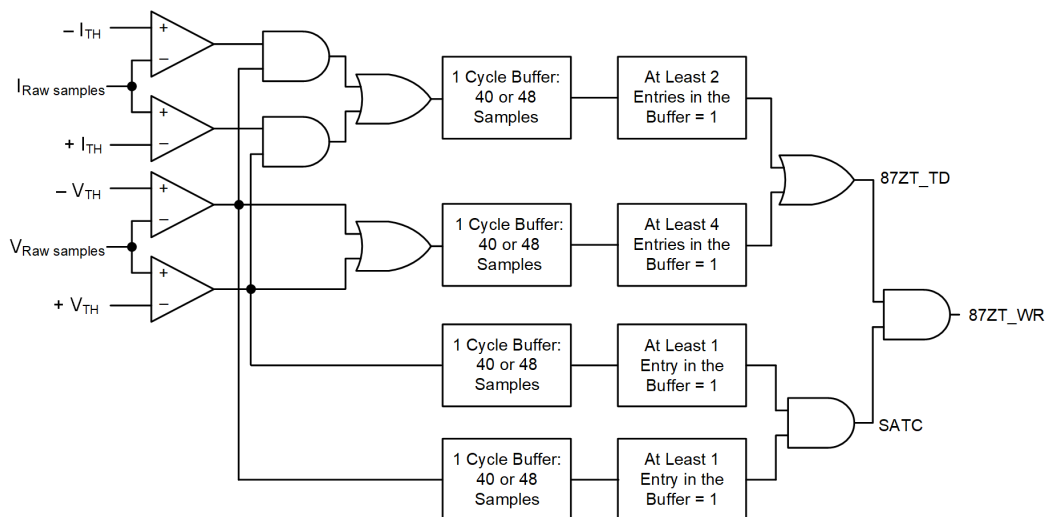 – I_TH
+
–
I_Raw samples
+
–
+ I_TH
– V_TH
+
–
V_Raw samples
+
–
+ V_TH
1 Cycle Buffer:
40 or 48
Samples
At Least 2
Entries in the
Buffer = 1
1 Cycle Buffer:
40 or 48
Samples
At Least 4
Entries in the
Buffer = 1
1 Cycle Buffer:
40 or 48
Samples
At Least 1
Entry in the
Buffer = 1
1 Cycle Buffer:
40 or 48
Samples
At Least 1
Entry in the
Buffer = 1
87ZT_TD
87ZT_WR
SATC